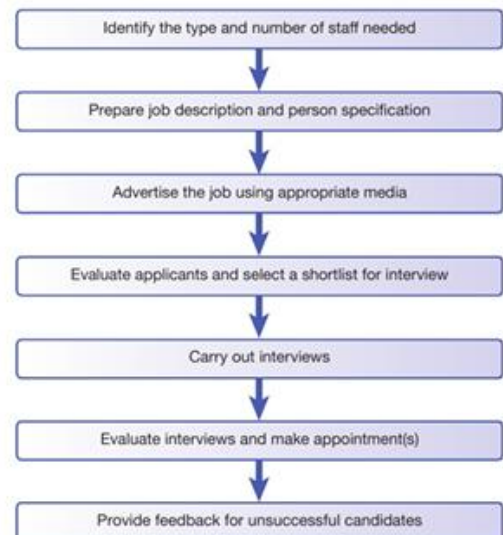 Identify the type and number of staff needed
Prepare job description and person specification
Advertise the job using appropriate media
Evaluate applicants and select a shortlist for interview
Carry out interviews
Evaluate interviews and make appointment(s)
Provide feedback for unsuccessful candidates